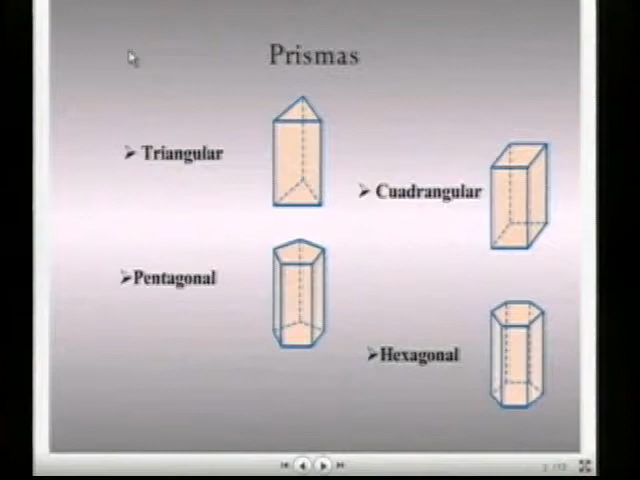 Prismas
➢ Triangular
➢ Cuadrangular
➢Pentagonal
➢Hexagonal